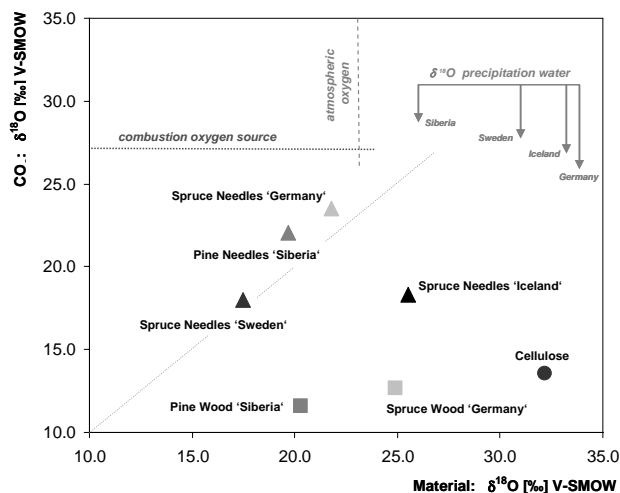 35.0
30.0
25.0
20.0
15.0
10.0
CO : δ18O [‰] V-SMOW
atmospheric
oxygen
δ18O precipitation water
Siberia
Sweden
Iceland
Germany
combustion oxygen source
Spruce Needles ‘Germany‘
Pine Needles ‘Siberia‘
Spruce Needles ‘Iceland‘
Spruce Needles ‘Sweden‘
Cellulose
Pine Wood ‘Siberia‘
Spruce Wood ‘Germany‘
10.0 15.0 20.0 25.0 30.0 35.0
Material: δ18O [‰] V-SMOW